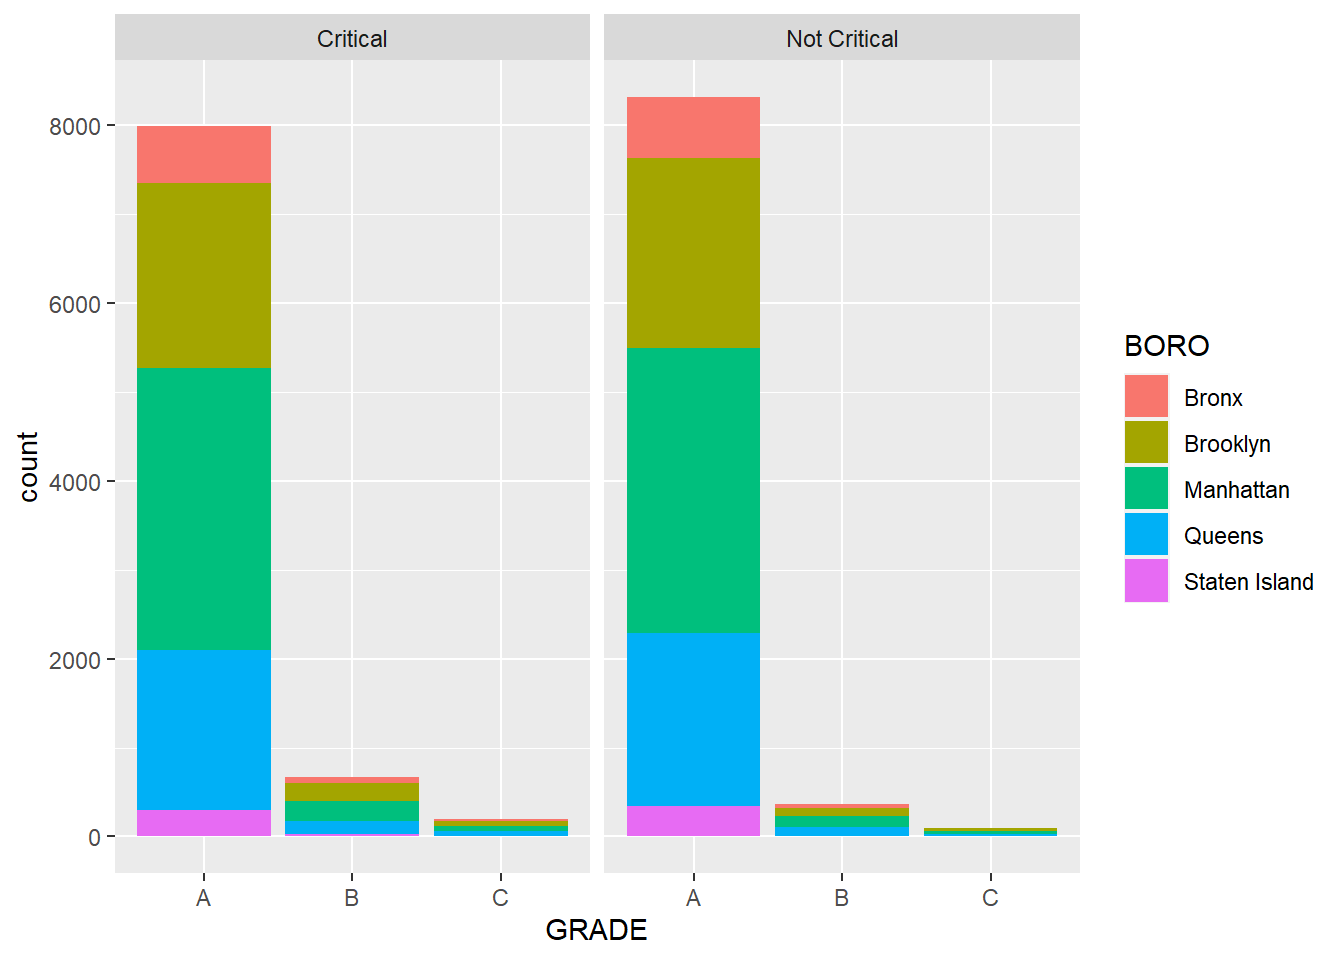 Critical
Not Critical
8000
6000
4000
2000
0
count
A
B
C
A
B
C
GRADE
BORO
Bronx
Brooklyn
Manhattan
Queens
Staten Island